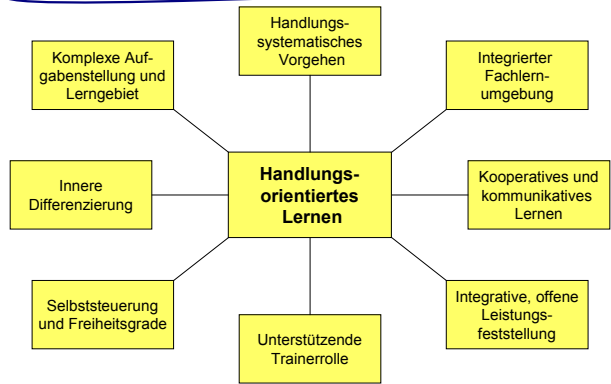 Handlungs-
systematisches
Vorgehen
Komplexe Auf-
gabenstellung und
Lerngebiet
Integrierter
Fachlern-
umgebung
Innere
Differenzierung
Handlungs-
orientiertes
Lernen
Kooperatives und
kommunikatives
Lernen
Selbststeuerung
und Freiheitsgrade
Unterstützende
Trainerrolle
Integrative, offene
Leistungs-
feststellung